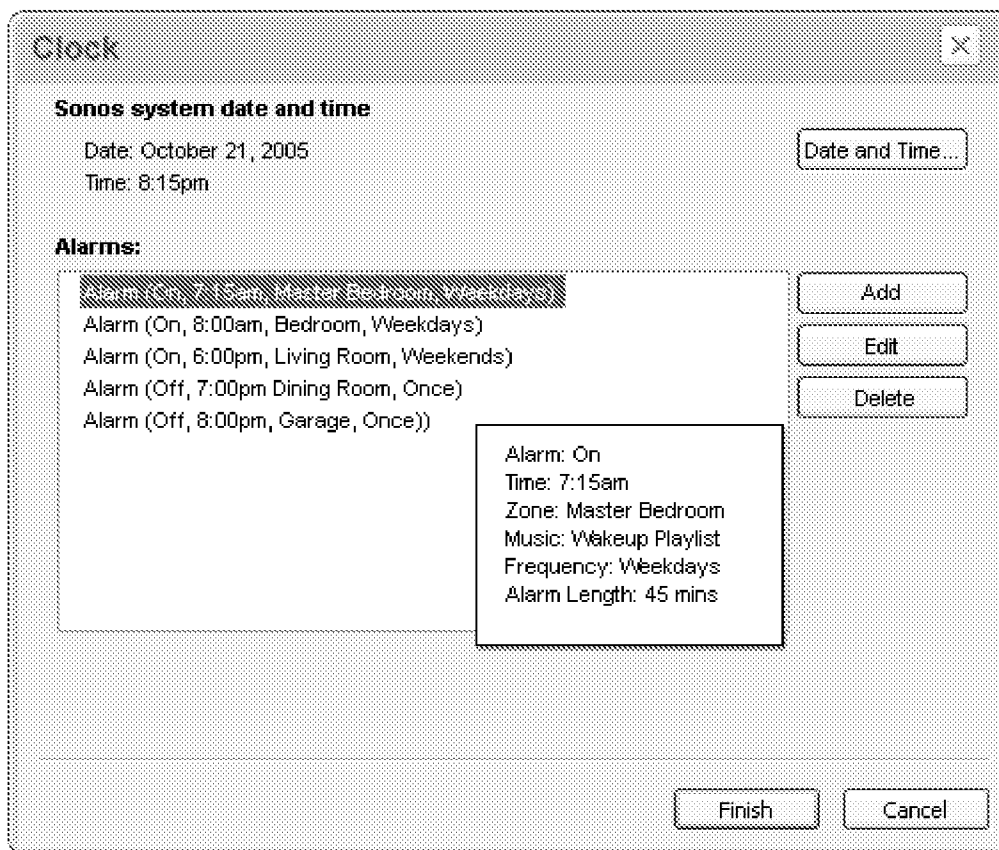 Clock
Sonos system date and time
Date: October 21, 2005
Date and Time...
Time: 8:15pm
Alarms:
Alarm (On, 7:15am, Master Bedroom, Weekdays)
Add
Alarm (On, 8:00am, Bedroom, Weekdays)
Edit
Alarm (On, 6:00pm, Living Room, Weekends)
Alarm (Off, 7:00pm Dining Room, Once)
Delete
Alarm (Off, 8:00pm, Garage, Once))
Alarm: On
Time: 7:15am
Zone: Master Bedroom
Music: Wakeup Playlist
Frequency: Weekdays
Alarm Length: 45 mins
Finish
Cancel